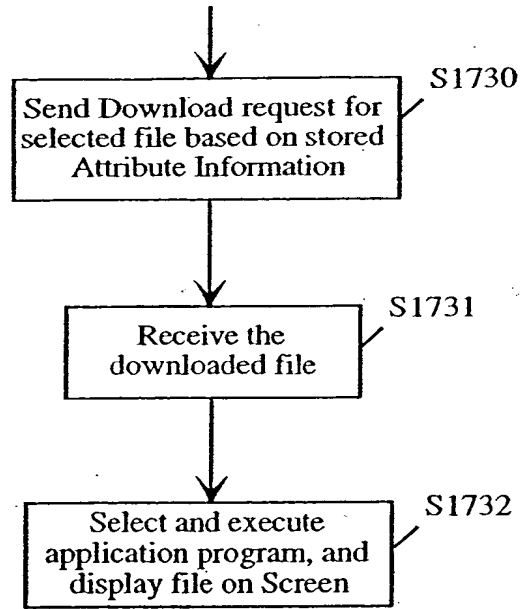 S1730
Send Download request for
selected file based on stored
Attribute Information
S1731
Receive the
downloaded file
S1732
Select and execute
application program, and
display file on Screen